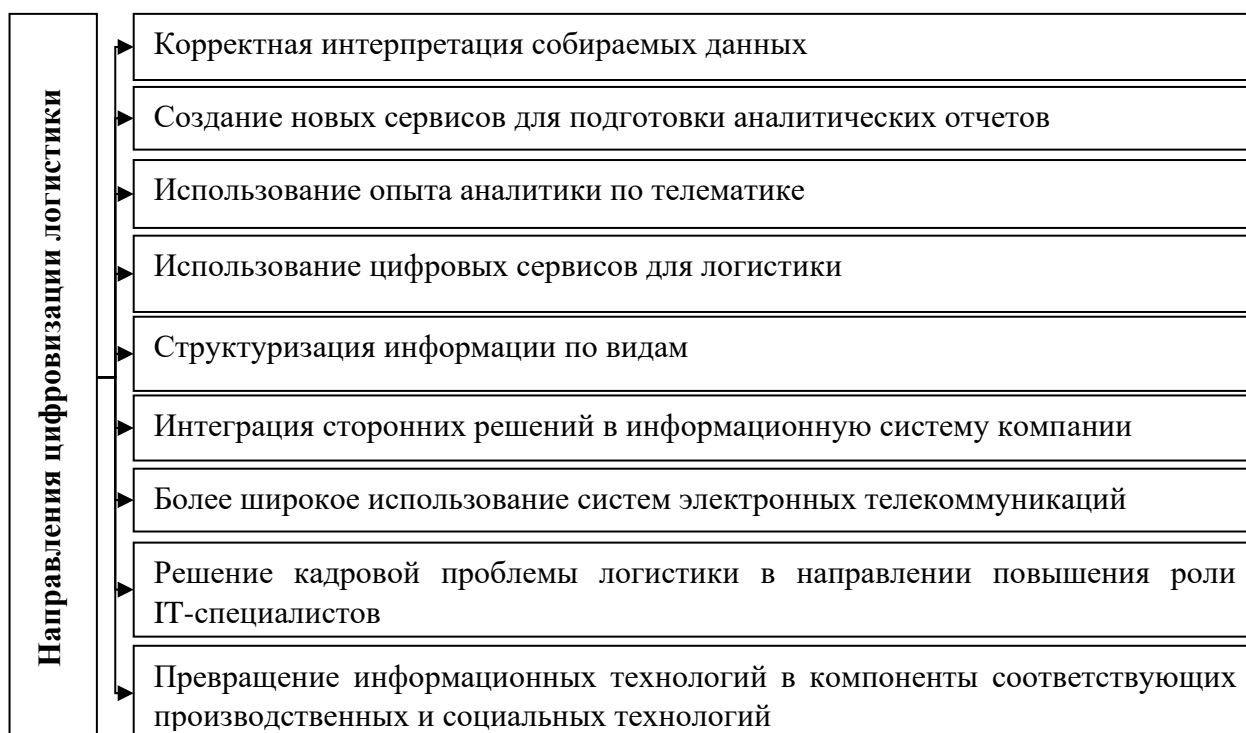 Направления цифровизации логистики
Корректная интерпретация собираемых данных
Создание новых сервисов для подготовки аналитических отчетов
Использование опыта аналитики по телематике
Использование цифровых сервисов для логистики
Структуризация информации по видам
Интеграция сторонних решений в информационную систему компании
Более широкое использование систем электронных телекоммуникаций
Решение кадровой проблемы логистики в направлении повышения роли
IT-специалистов
Превращение информационных технологий в компоненты соответствующих
производственных и социальных технологий